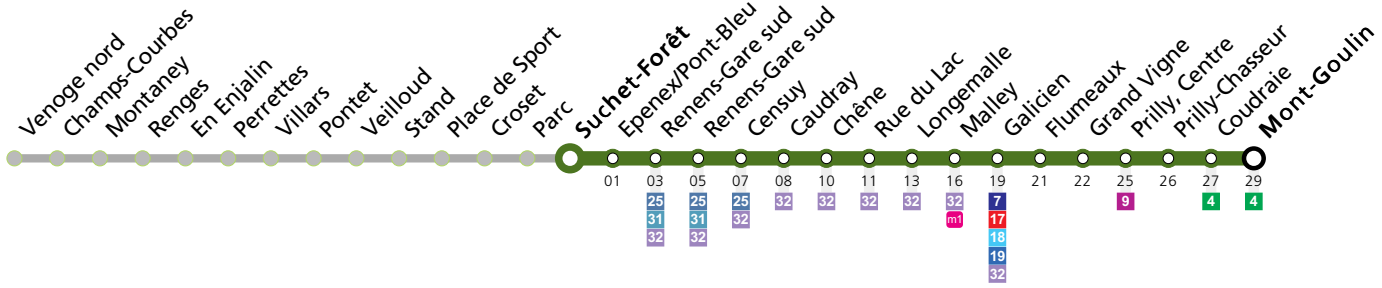 Venoge nord
Champs-Courbes
Montaney
Renges
En Enjalin
Perrettes
Villars
Pontet
Veilloud
Stand
Place de Sport
Croset
Parc
Suchet-Forêt
Epenex/Pont-Bleu
Renens-Gare sud
Renens-Gare sud
Censuy
Caudray
Chêne
Rue du Lac
Longemalle
Malley
Galicien
Flumeaux
Grand Vigne
Prilly, Centre
Prilly-Chasseur
Coudraie
Mont-Goulin
01 03 05 07 08 10 11 13 16 19 21 22 25 26 27 29
25 25 25 32 32 32 32 32 7 9 4 4
31 31 32 m1 17
32 32 18
19
32